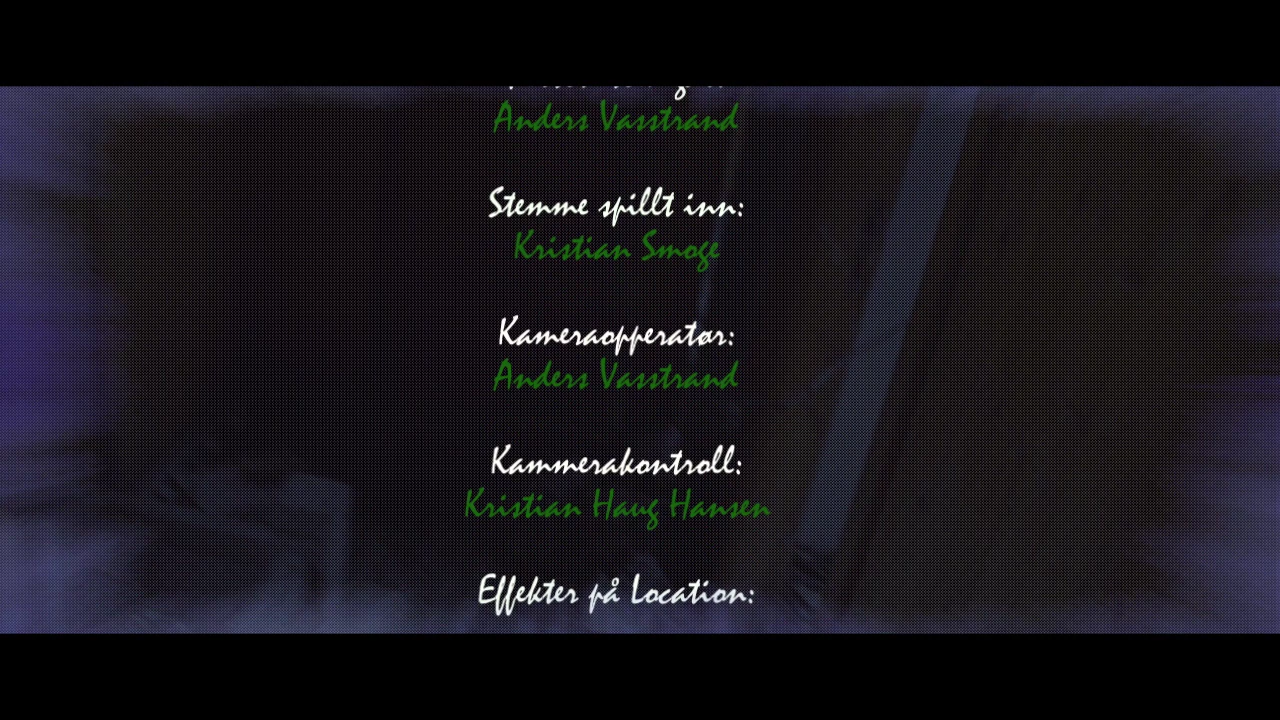 Anders Vasstrand
Stemme spillt inn:
Kristian Smoge
Kameraopperatør:
Anders Vasstrand
Kammerakontroll:
Kristian Haug Hansen
Effekter på Location: